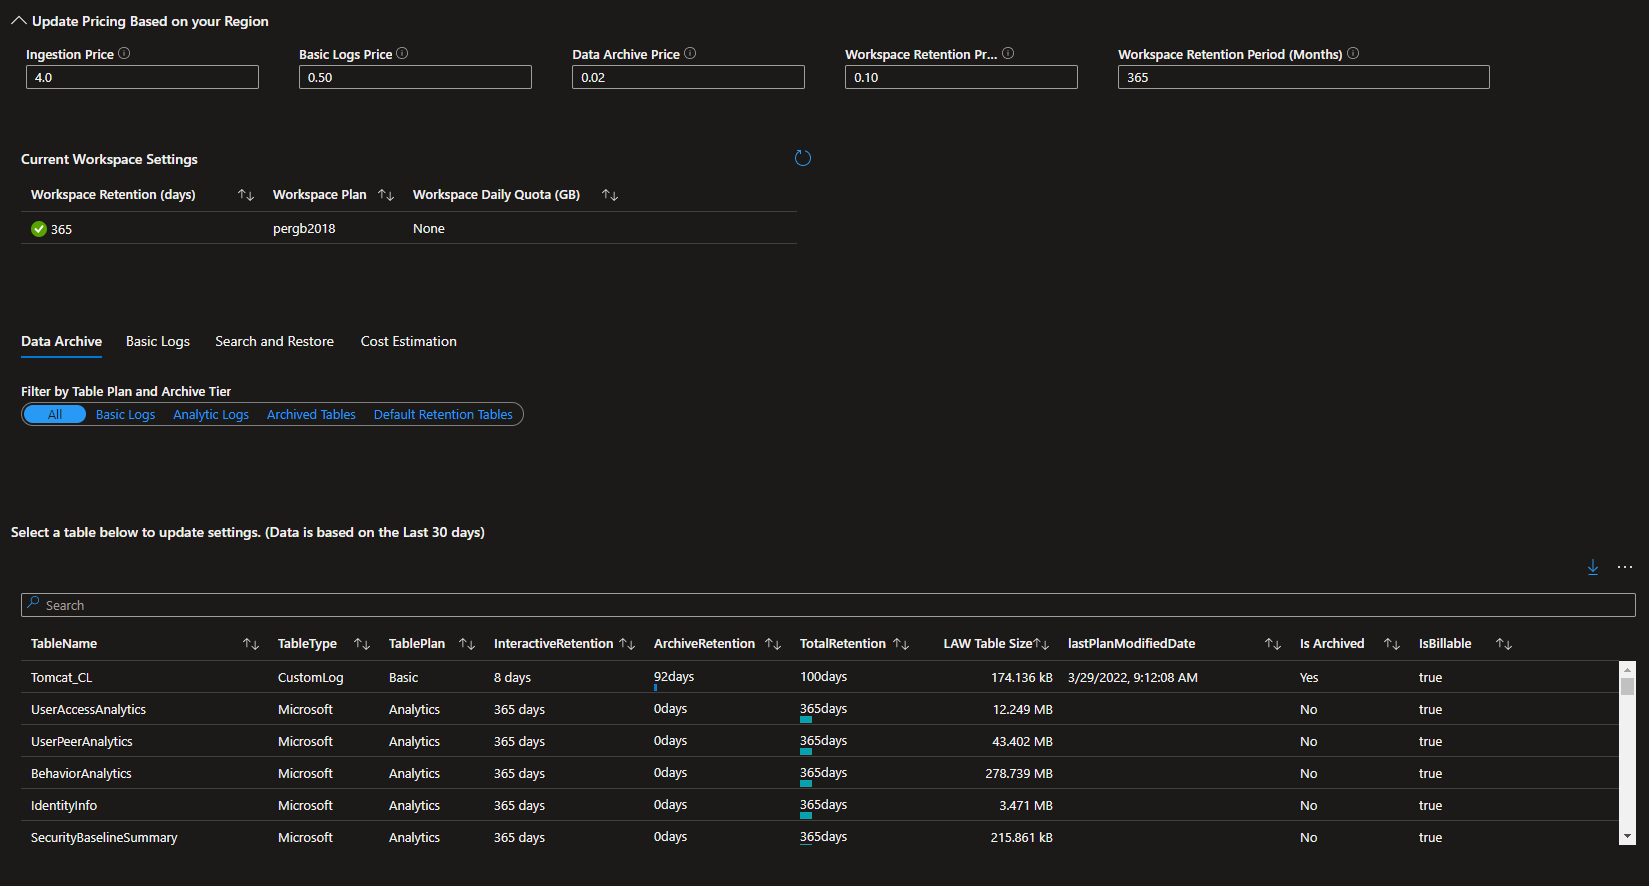 Update Pricing Based on your Region
Ingestion Price Basic Logs Price Data Archive Price Workspace Retention Pr... Workspace Retention Period (Months)
4.0 0.50 0.02 0.10 365
Current Workspace Settings
Workspace Retention (days) Workspace Plan Workspace Daily Quota (GB)
365 pergb2018 None
Data Archive Basic Logs Search and Restore Cost Estimation
Filter by Table Plan and Archive Tier
All Basic Logs Analytic Logs Archived Tables Default Retention Tables
Select a table below to update settings. (Data is based on the Last 30 days)
Search
TableName TableType TablePlan InteractiveRetention ArchiveRetention TotalRetention LAW Table Size lastPlanModifiedDate Is Archived IsBillable
Tomcat_CL CustomLog Basic 8 days 92days 100days 174.136 kB 3/29/2022, 9:12:08 AM Yes true
UserAccessAnalytics Microsoft Analytics 365 days 0days 365days 12.249 MB No true
UserPeerAnalytics Microsoft Analytics 365 days 0days 365days 43.402 MB No true
BehaviorAnalytics Microsoft Analytics 365 days 0days 365days 278.739 MB No true
IdentityInfo Microsoft Analytics 365 days 0days 365days 3.471 MB No true
SecurityBaselineSummary Microsoft Analytics 365 days 0days 365days 215.861 kB No true